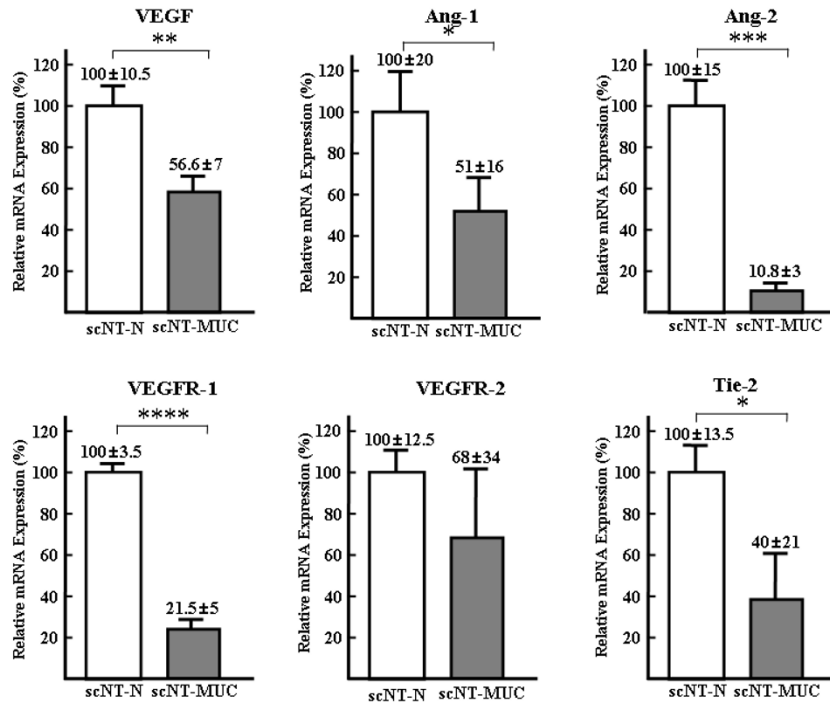 VEGF
**
Relative mRNA Expression (%)
120
100
80
60
40
20
100±10.5
56.6±7
scNT-N scNT-MUC
Ang-1
*
Relative mRNA Expression (%)
120
100
80
60
40
20
100±20
51±16
scNT-N scNT-MUC
Ang-2
***
Relative mRNA Expression (%)
120
100
80
60
40
20
100±15
10.8±3
scNT-N scNT-MUC
VEGFR-1
****
Relative mRNA Expression (%)
120
100
80
60
40
20
100±3.5
21.5±5
scNT-N scNT-MUC
VEGFR-2
Relative mRNA Expression (%)
120
100
80
60
40
20
100±12.5
68±34
scNT-N scNT-MUC
Tie-2
*
Relative mRNA Expression (%)
120
100
80
60
40
20
100±13.5
40±21
scNT-N scNT-MUC